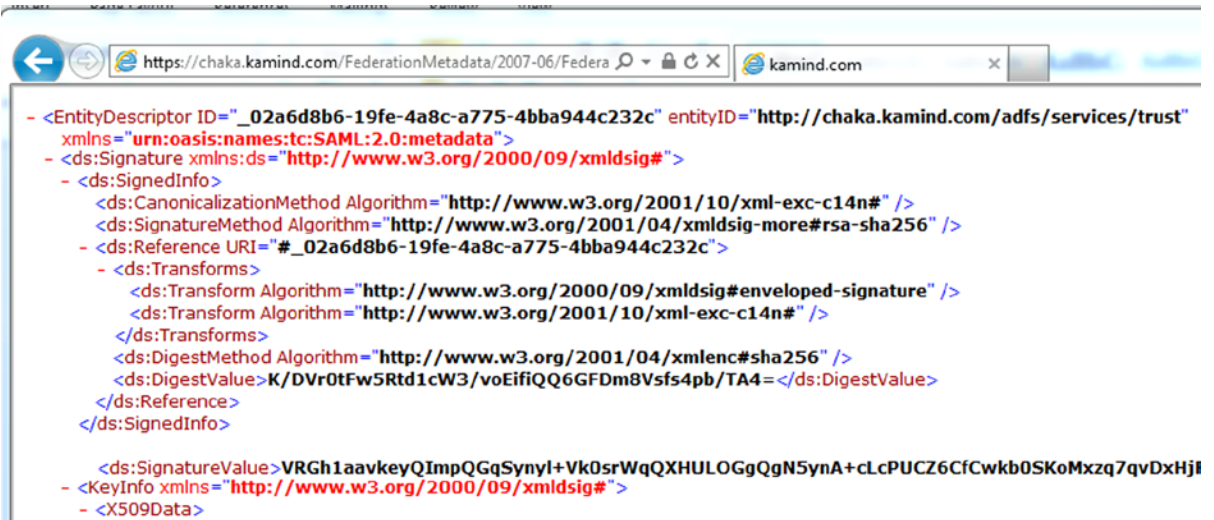 https://chaka.kamind.com/FederationMetadata/2007-06/Federa
kamind.com
- <EntityDescriptor ID="_02a6d8b6-19fe-4a8c-a775-4bba944c232c" entityID="http://chaka.kamind.com/adfs/services/trust"
xmlns="urn:oasis:names:tc:SAML:2.0:metadata">
- <ds:Signature xmlns:ds="http://www.w3.org/2000/09/xmldsig#">
- <ds:SignedInfo>
<ds:CanonicalizationMethod Algorithm="http://www.w3.org/2001/10/xml-exc-c14n#" />
<ds:SignatureMethod Algorithm="http://www.w3.org/2001/04/xmldsig-more#rsa-sha256" />
- <ds:Reference URI="#_02a6d8b6-19fe-4a8c-a775-4bba944c232c">
- <ds:Transforms>
<ds:Transform Algorithm="http://www.w3.org/2000/09/xmldsig#enveloped-signature" />
<ds:Transform Algorithm="http://www.w3.org/2001/10/xml-exc-c14n#" />
</ds:Transforms>
<ds:DigestMethod Algorithm="http://www.w3.org/2001/04/xmlenc#sha256" />
<ds:DigestValue>K/DVr0tFw5Rtd1cW3/voEifiQQ6GFDm8Vsfs4pb/TA4=</ds:DigestValue>
</ds:Reference>
</ds:SignedInfo>
<ds:SignatureValue>VRGh1aavkeyQImpQGqSynyl+Vk0srWqQXHULOGgQgN5ynA+cLcPUCZ6CfCwkb0SKoMxzq7qvDxHj
- <KeyInfo xmlns="http://www.w3.org/2000/09/xmldsig#">
- <X509Data>